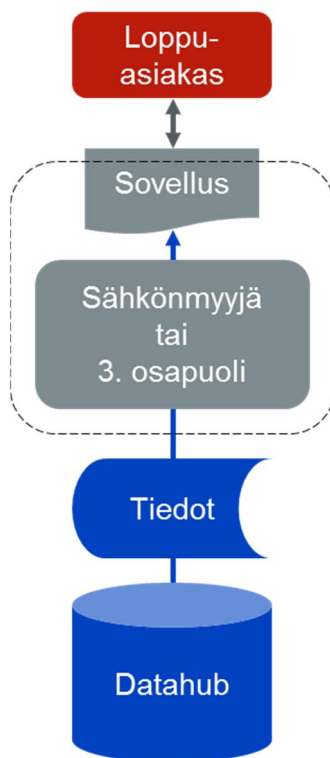 Loppu-
asiakas
Sovellus
Sähkönmyyjä
tai
3. osapuoli
Tiedot
Datahub